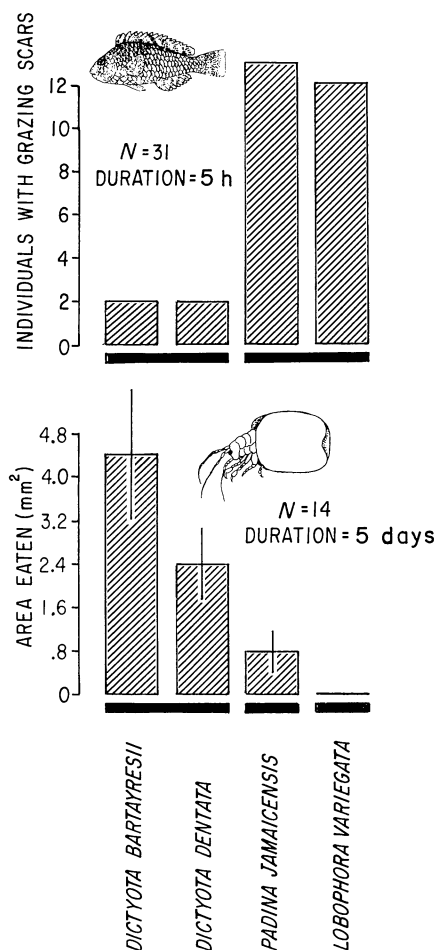 INDIVIDUALS WITH GRAZING SCARS
12
10
8
6
4
2
0
N=31
DURATION=5 h
AREA EATEN (mm²)
4.8
4.0
3.2
2.4
1.6
.8
0
N=14
DURATION=5 days
DICTYOTA BARTAYRESII
DICTYOTA DENTATA
PADINA JAMAICENSIS
LOBOPHORA VARIEGATA